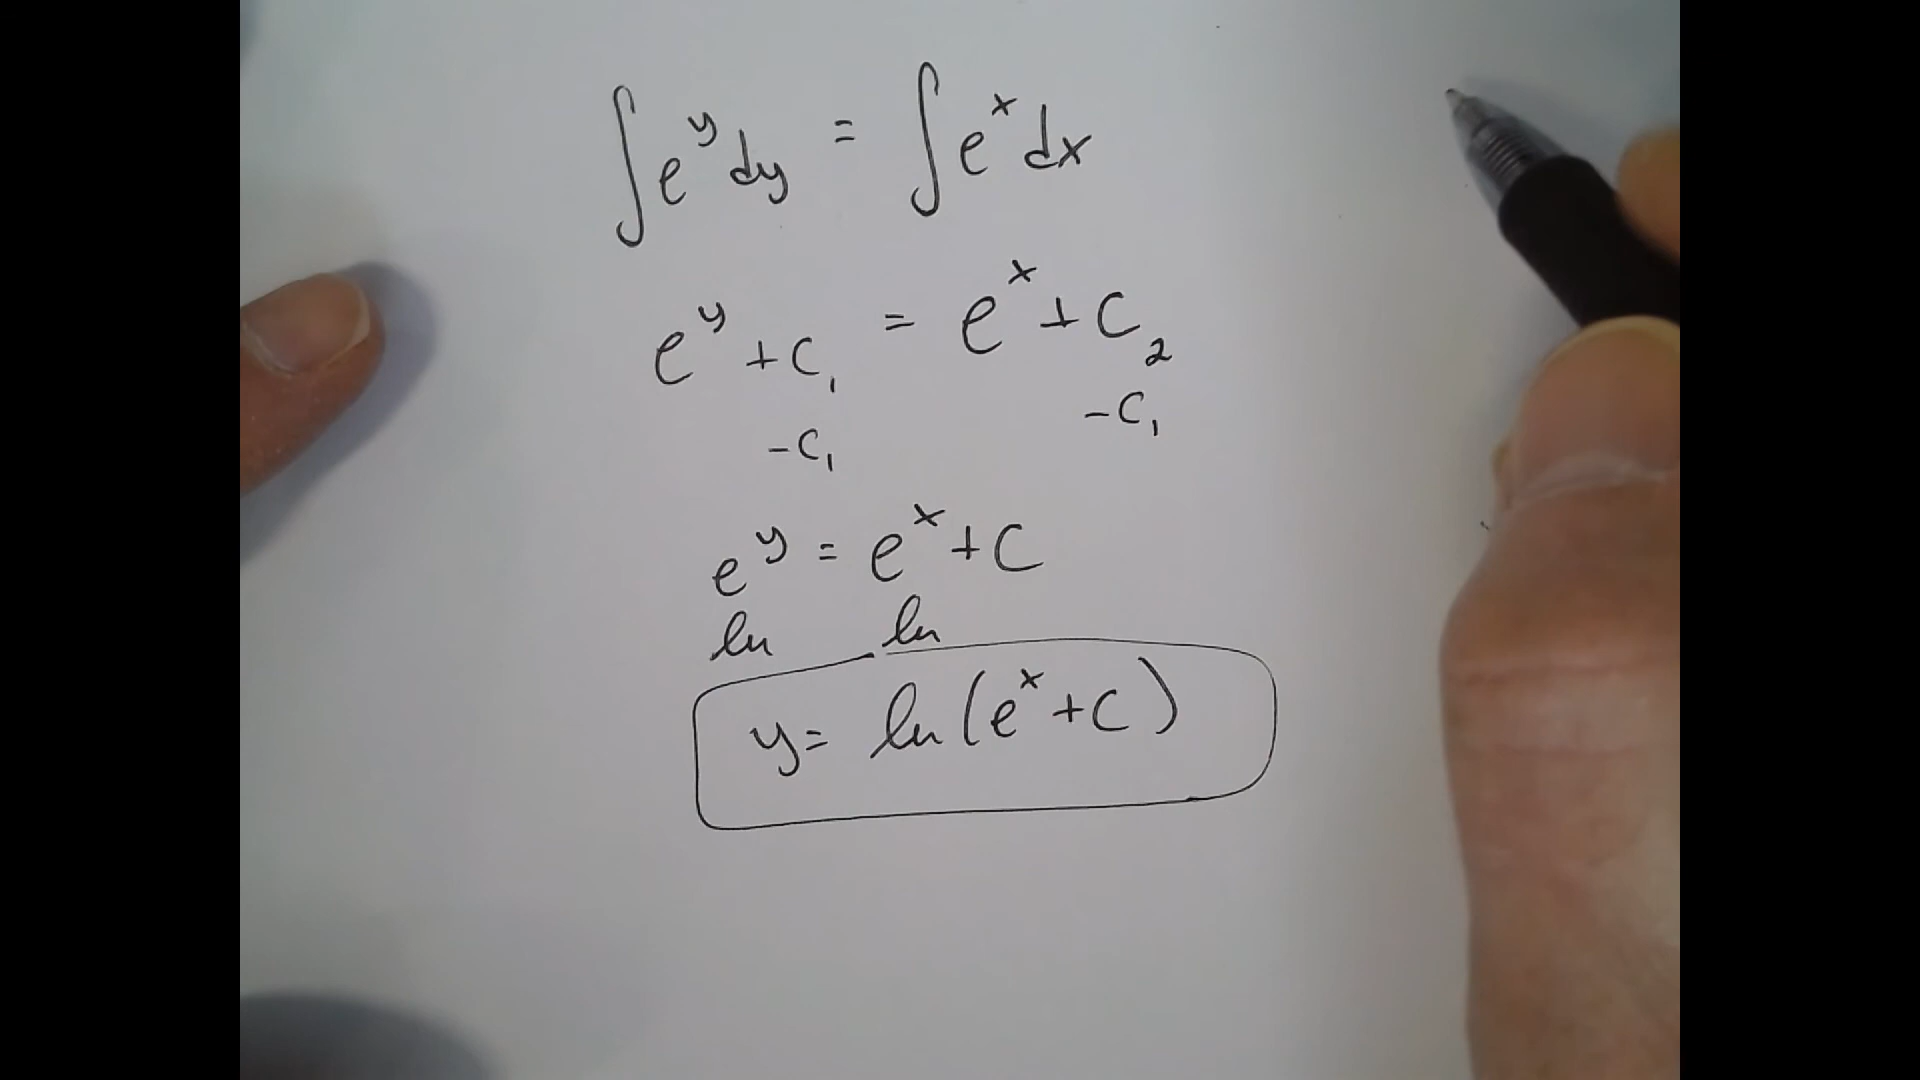 ∫e^y dy = ∫e^x dx
e^y + C₁ = e^x + C₂
-C₁ -C₁
e^y = e^x + C
ln ln
y = ln(e^x + C)